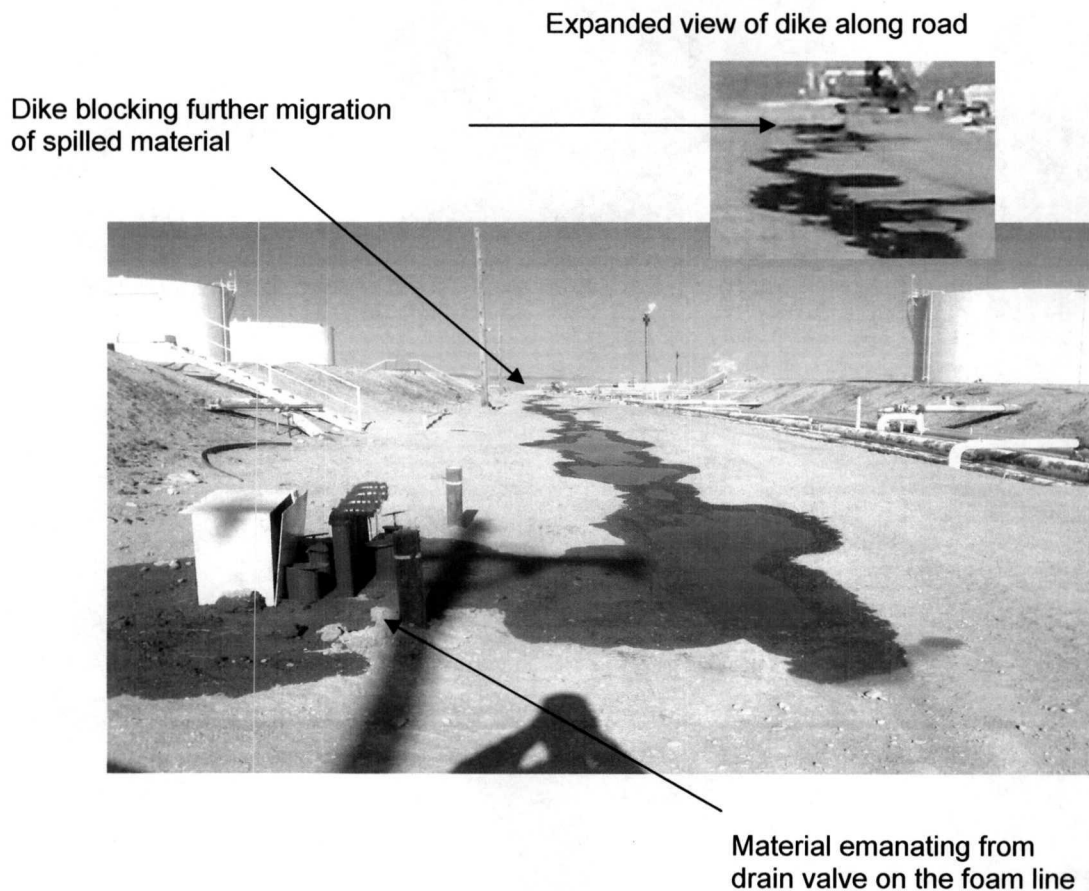 Expanded view of dike along road
Dike blocking further migration
of spilled material
Material emanating from
drain valve on the foam line